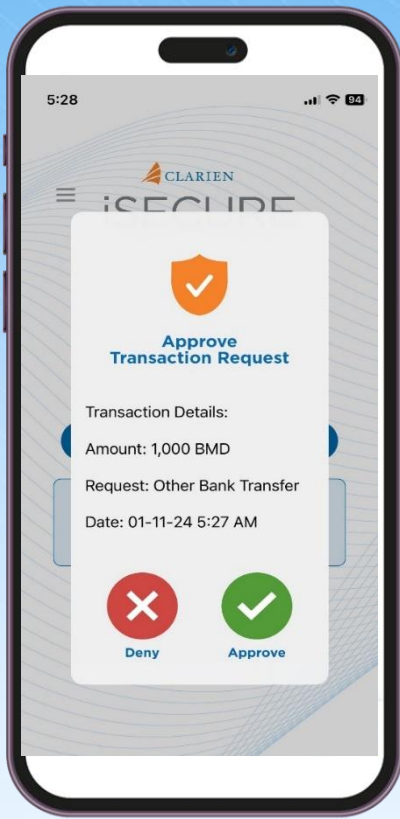 5:28
94
CLARIEN
iSECURE
Approve
Transaction Request
Transaction Details:
Amount: 1,000 BMD
Request: Other Bank Transfer
Date: 01-11-24 5:27 AM
Deny Approve